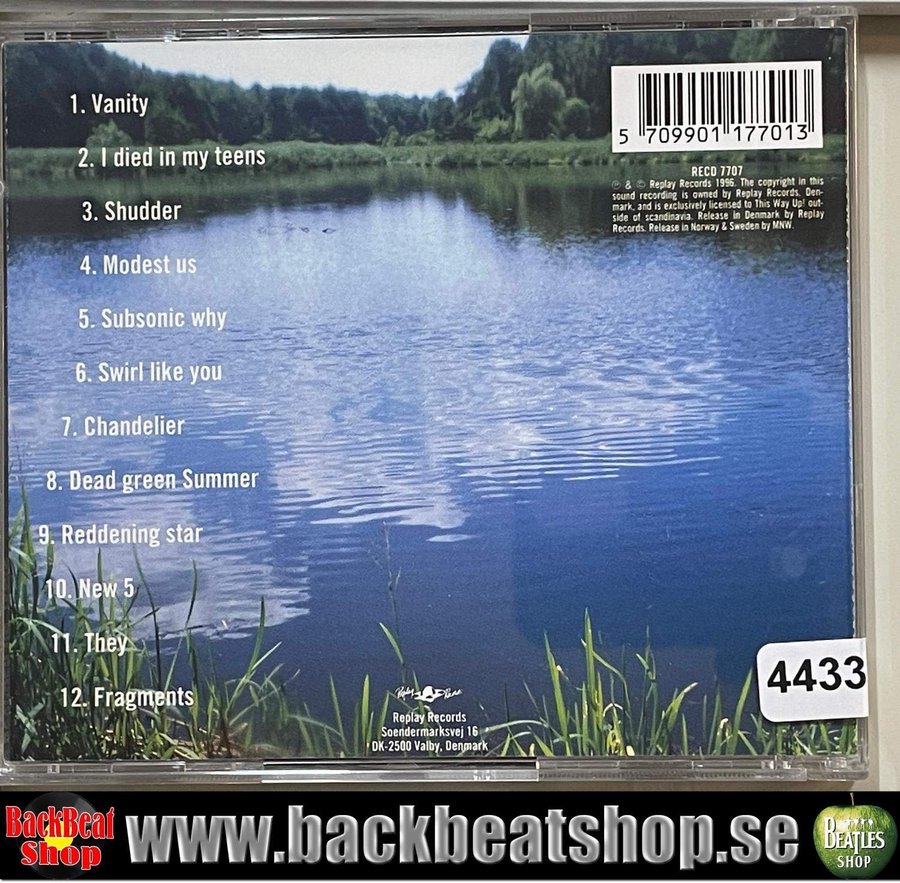 1. Vanity
2. I died in my teens
3. Shudder
4. Modest us
5. Subsonic why
6. Swirl like you
7. Chandelier
8. Dead green Summer
9. Reddening star
10. New 5
11. They
12. Fragments
5 709901 177013
RECD 7707
℗ & © Replay Records 1996. The copyright in this
sound recording is owned by Replay Records, Den-
mark, and is exclusively licensed to This Way Up! out-
side of scandinavia. Release in Denmark by Replay
Records. Release in Norway & Sweden by MNW.
Replay
Replay Records
Soendermarksvej 16
DK-2500 Valby, Denmark
4433
BackBeat
Shop
www.backbeatshop.se
BEATLES
SHOP